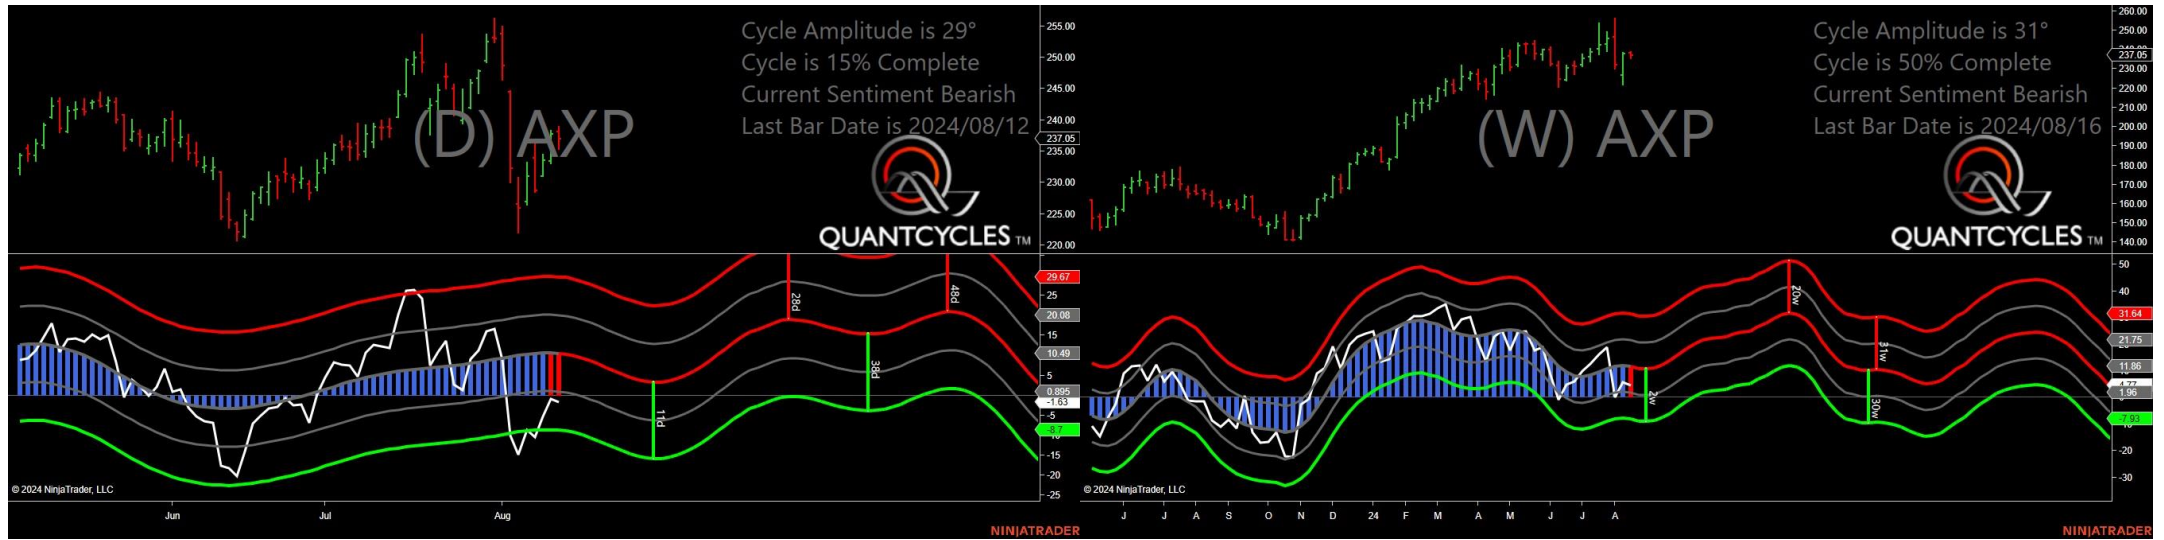 Cycle Amplitude is 29°
Cycle is 15% Complete
Current Sentiment Bearish
Last Bar Date is 2024/08/12
(D) AXP
QUANTCYCLES TM
255.00
250.00
245.00
240.00
237.05
235.00
230.00
225.00
220.00
29.67
25
20.08
15
10.49
5
0.895
-1.63
-5
-8.7
-15
-20
-25
28d
48d
38d
11d
© 2024 NinjaTrader, LLC
Jun
Jul
Aug
NINJATRADER
Cycle Amplitude is 31°
Cycle is 50% Complete
Current Sentiment Bearish
Last Bar Date is 2024/08/16
(W) AXP
QUANTCYCLES TM
260.00
250.00
237.05
230.00
220.00
210.00
200.00
190.00
180.00
170.00
160.00
150.00
140.00
50
40
31.64
21.75
11.86
4.77
1.96
-7.93
-20
-30
20w
31w
2w
30w
© 2024 NinjaTrader, LLC
J J A S O N D 24 F M A M J J A
NINJATRADER